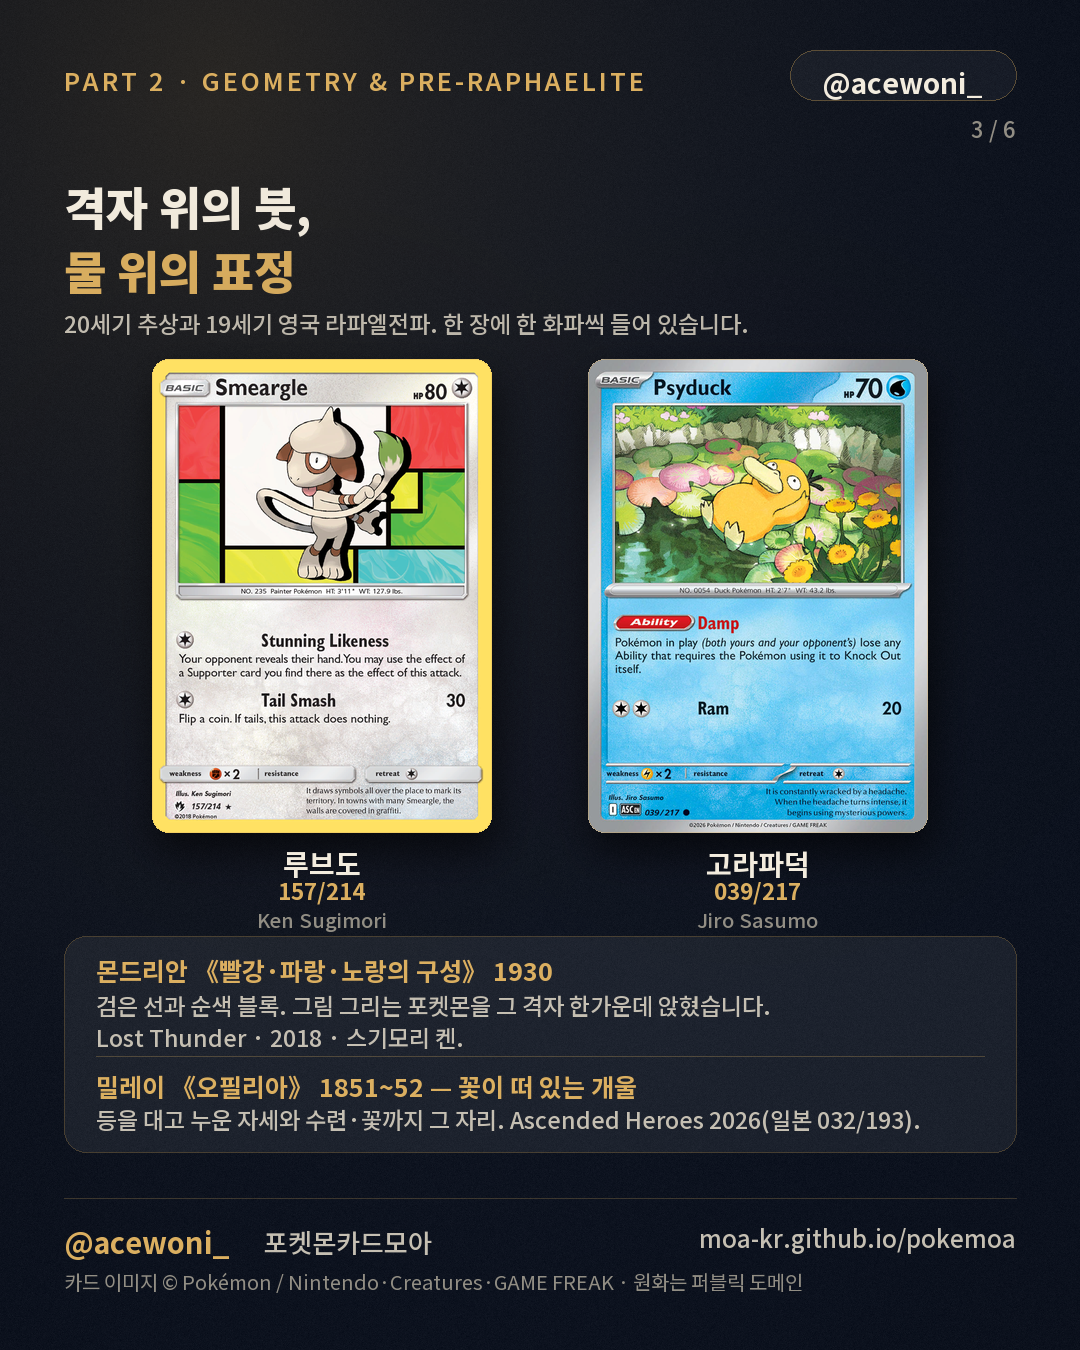 PART 2 · GEOMETRY & PRE-RAPHAELITE
@acewoni_
3 / 6
격자 위의 붓,
물 위의 표정
20세기 추상과 19세기 영국 라파엘전파. 한 장에 한 화파씩 들어 있습니다.
BASIC Smeargle HP 80
NO. 235 Painter Pokémon HT: 3'11" WT: 127.9 lbs.
Stunning Likeness
Your opponent reveals their hand. You may use the effect of
a Supporter card you find there as the effect of this attack.
Tail Smash 30
Flip a coin. If tails, this attack does nothing.
weakness ×2 resistance retreat
Illus. Ken Sugimori
157/214 ★
©2018 Pokémon
It draws symbols all over the place to mark its
territory. In towns with many Smeargle, the
walls are covered in graffiti.
BASIC Psyduck HP 70
NO. 0054 Duck Pokémon HT: 2'7" WT: 43.2 lbs.
Ability Damp
Pokémon in play (both yours and your opponent's) lose any
Ability that requires the Pokémon using it to Knock Out
itself.
Ram 20
weakness ×2 resistance retreat
Illus. Jiro Sasumo
I ASC EN 039/217 ●
It is constantly wracked by a headache.
When the headache turns intense, it
begins using mysterious powers.
©2026 Pokémon / Nintendo / Creatures / GAME FREAK
루브도
157/214
Ken Sugimori
고라파덕
039/217
Jiro Sasumo
몬드리안 《빨강·파랑·노랑의 구성》 1930
검은 선과 순색 블록. 그림 그리는 포켓몬을 그 격자 한가운데 앉혔습니다.
Lost Thunder · 2018 · 스기모리 켄.
밀레이 《오필리아》 1851~52 — 꽃이 떠 있는 개울
등을 대고 누운 자세와 수련·꽃까지 그 자리. Ascended Heroes 2026(일본 032/193).
@acewoni_ 포켓몬카드모아
moa-kr.github.io/pokemoa
카드 이미지 © Pokémon / Nintendo·Creatures·GAME FREAK · 원화는 퍼블릭 도메인